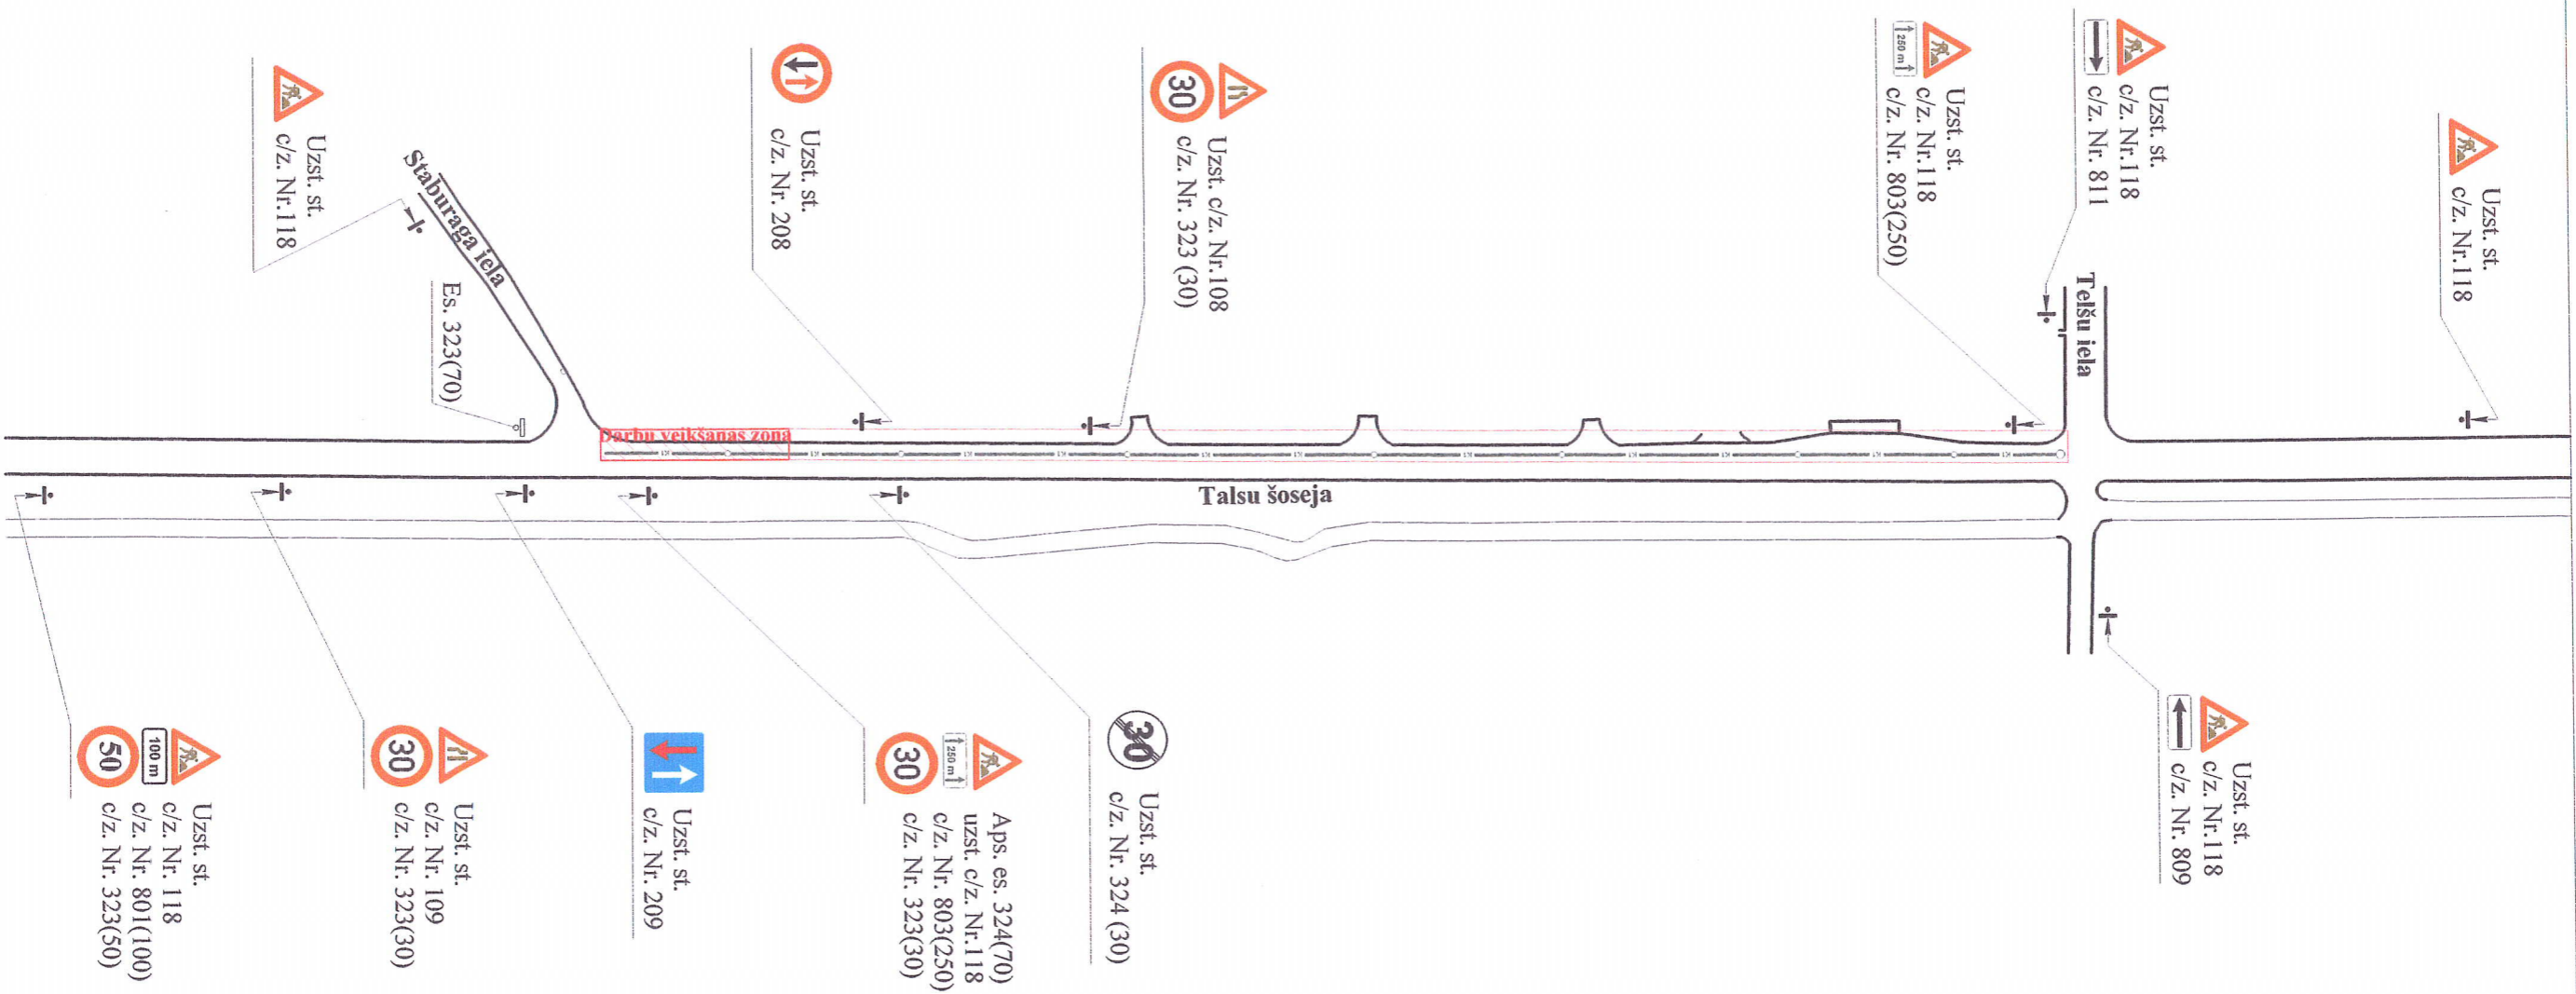 Uzst. st.
c/z. Nr.118
Uzst. st.
c/z. Nr.118
c/z. Nr. 811
250 m
Uzst. st.
c/z. Nr.118
c/z. Nr. 803(250)
30
Uzst. c/z. Nr.108
c/z. Nr. 323 (30)
Uzst. st.
c/z. Nr. 208
Uzst. st.
c/z. Nr.118
Staburaga iela
Es. 323(70)
Telšu iela
Darbu veikšanas zona
Talsu šoseja
Uzst. st.
c/z. Nr.118
c/z. Nr. 809
30
Uzst. st.
c/z. Nr. 324 (30)
250 m
30
Aps. es. 324(70)
uzst. c/z. Nr.118
c/z. Nr. 803(250)
c/z. Nr. 323(30)
Uzst. st.
c/z. Nr. 209
30
Uzst. st.
c/z. Nr. 109
c/z. Nr. 323(30)
100 m
50
Uzst. st.
c/z. Nr. 118
c/z. Nr. 801(100)
c/z. Nr. 323(50)